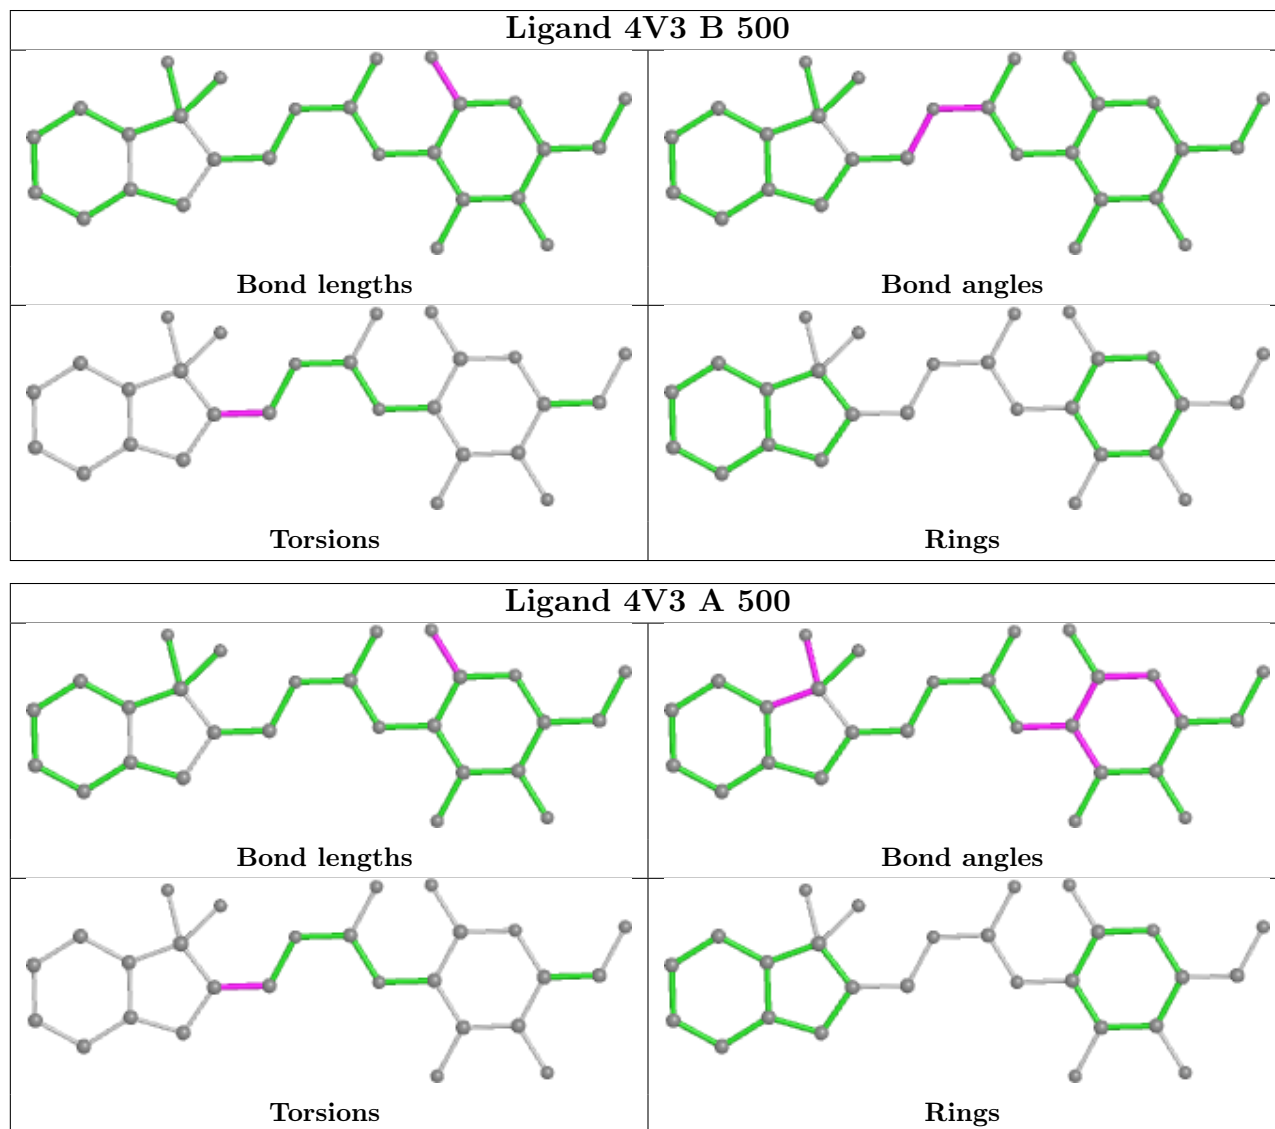 Ligand 4V3 B 500
Bond lengths
Bond angles
Torsions
Rings
Ligand 4V3 A 500
Bond lengths
Bond angles
Torsions
Rings